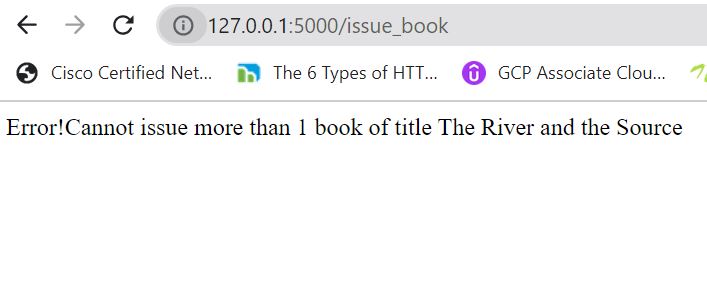 127.0.0.1:5000/issue_book
Cisco Certified Net... The 6 Types of HTT... GCP Associate Clou...
Error!Cannot issue more than 1 book of title The River and the Source